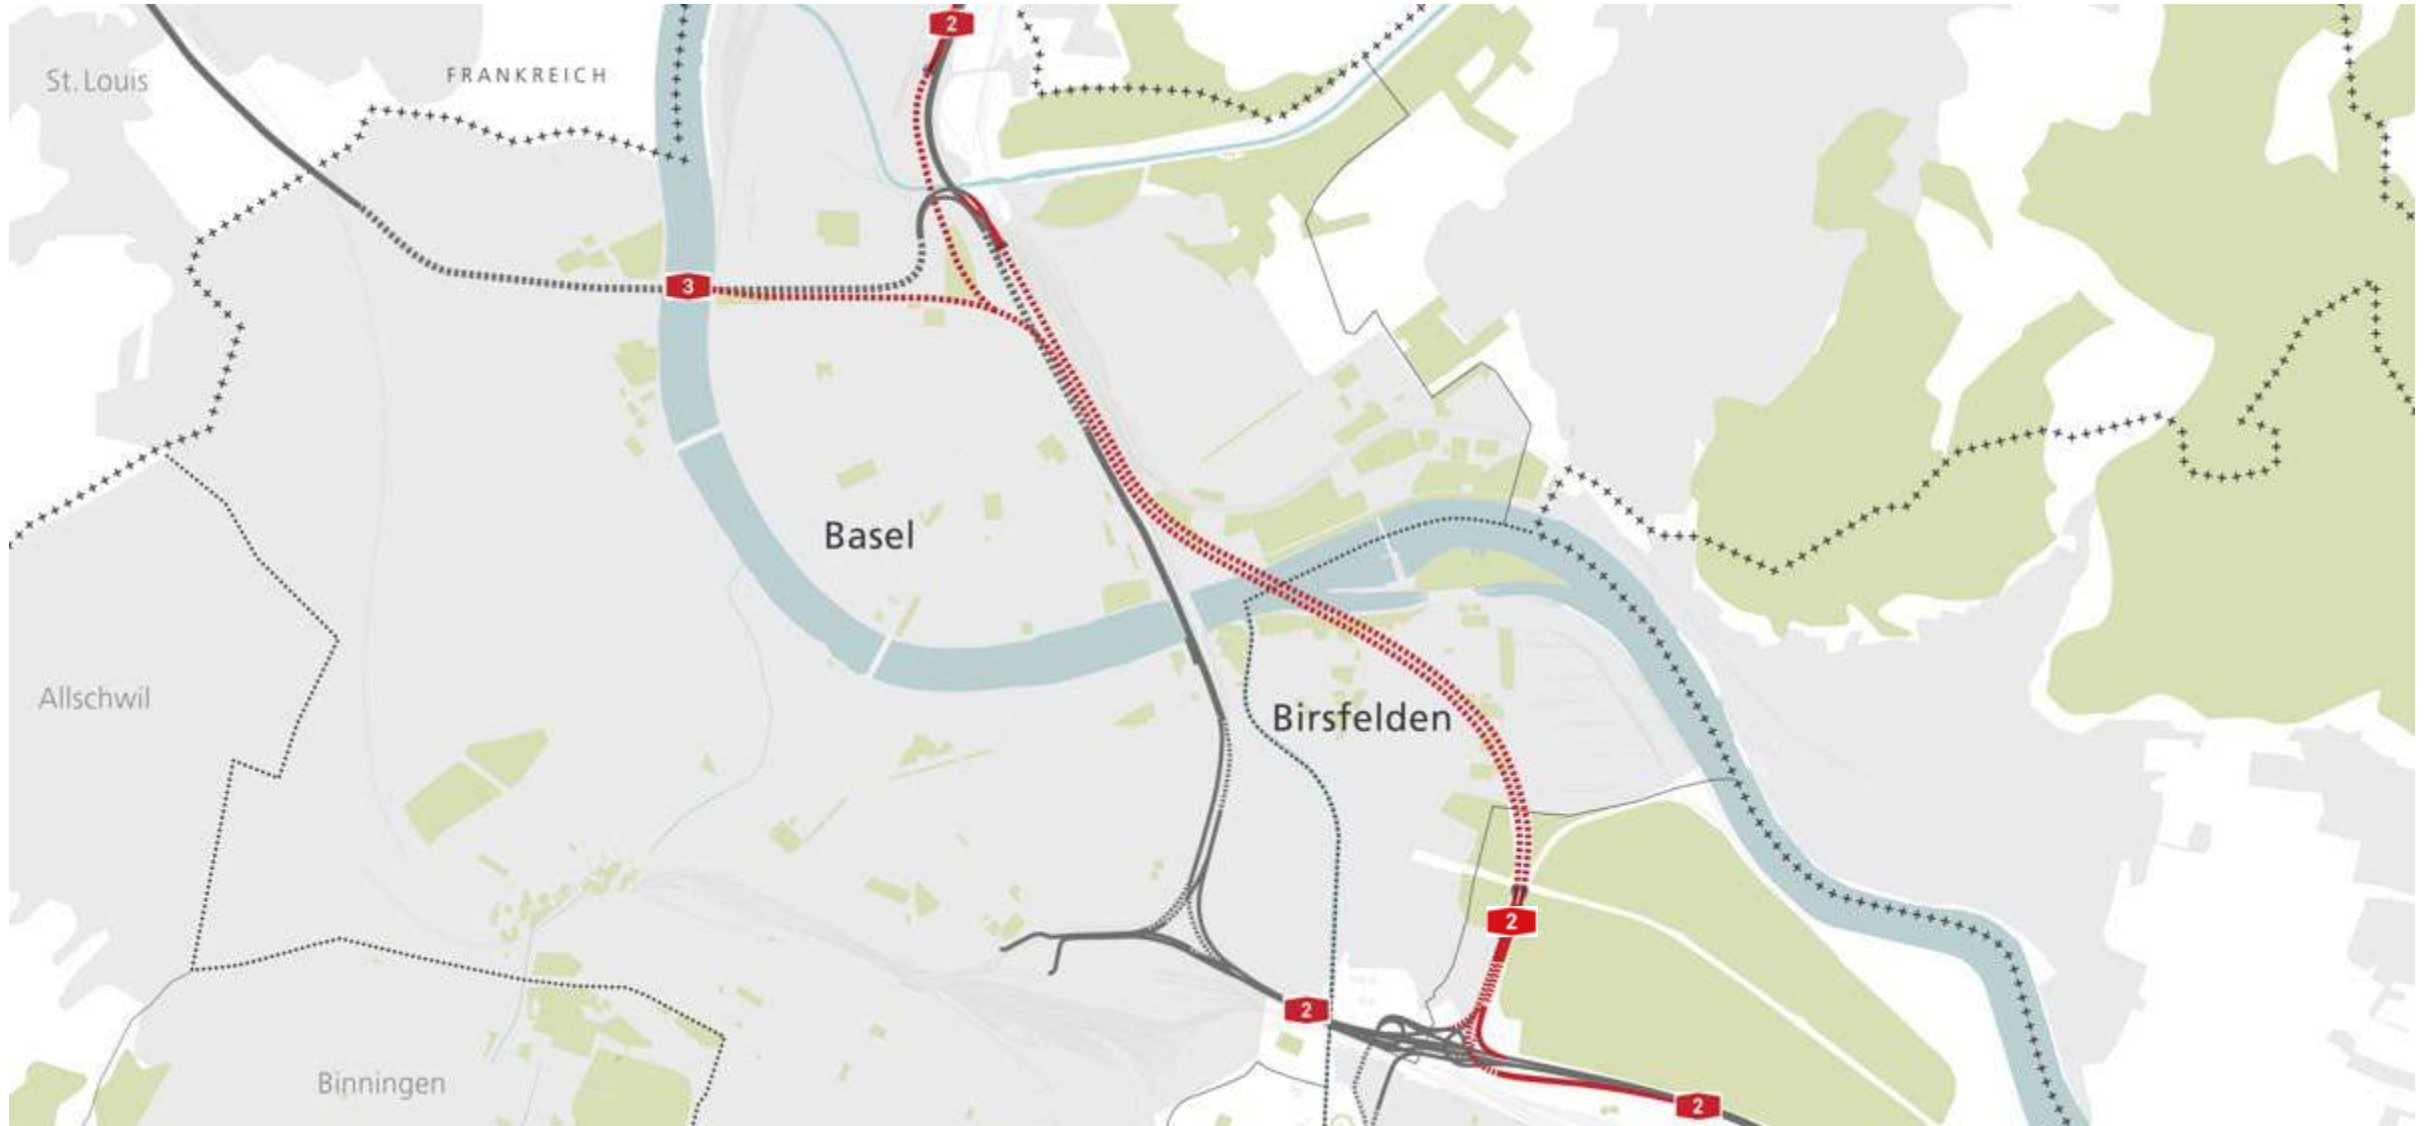 2
St. Louis
FRANKREICH
3
Basel
Allschwil
Birsfelden
2
2
Binningen
2